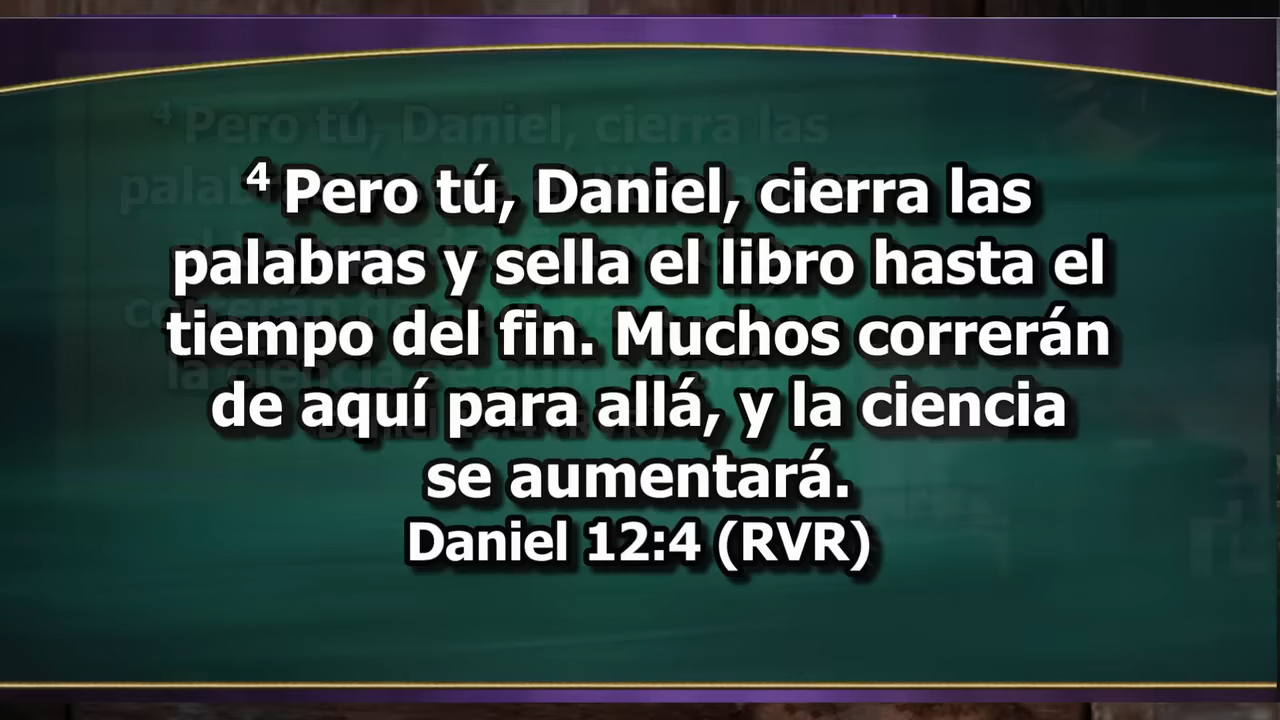 4 Pero tú, Daniel, cierra las
palabras y sella el libro hasta el
tiempo del fin. Muchos correrán
de aquí para allá, y la ciencia
se aumentará.
Daniel 12:4 (RVR)